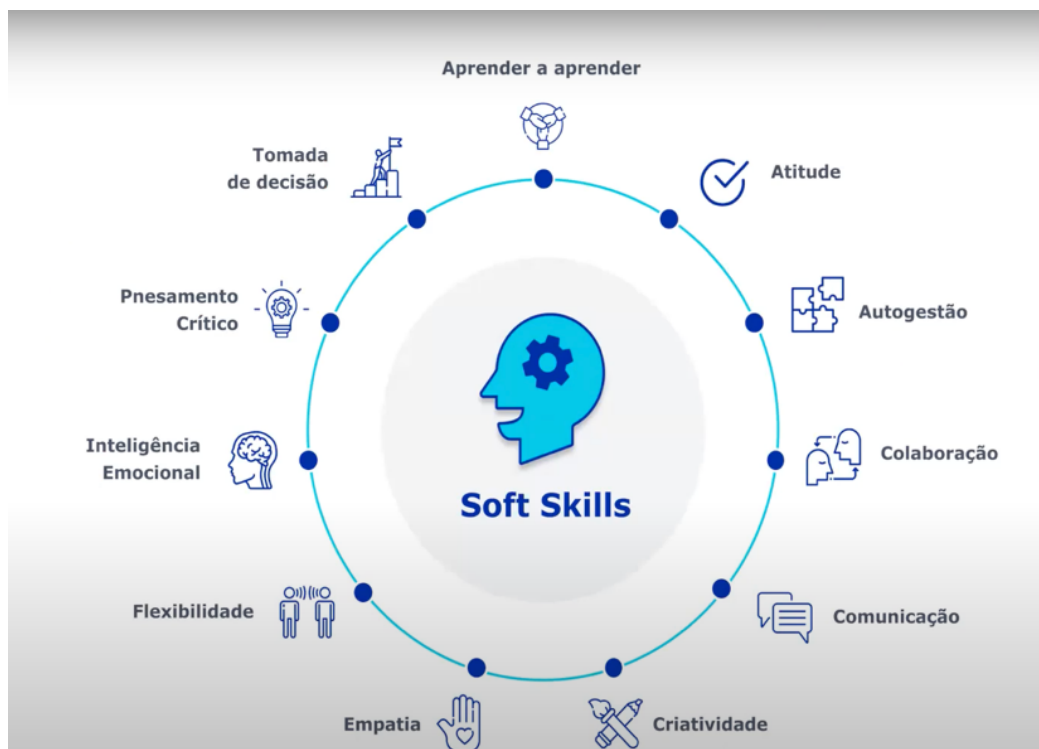 Aprender a aprender
Tomada
de decisão
Atitude
Pnesamento
Crítico
Autogestão
Inteligência
Emocional
Colaboração
Soft Skills
Flexibilidade
Comunicação
Empatia
Criatividade